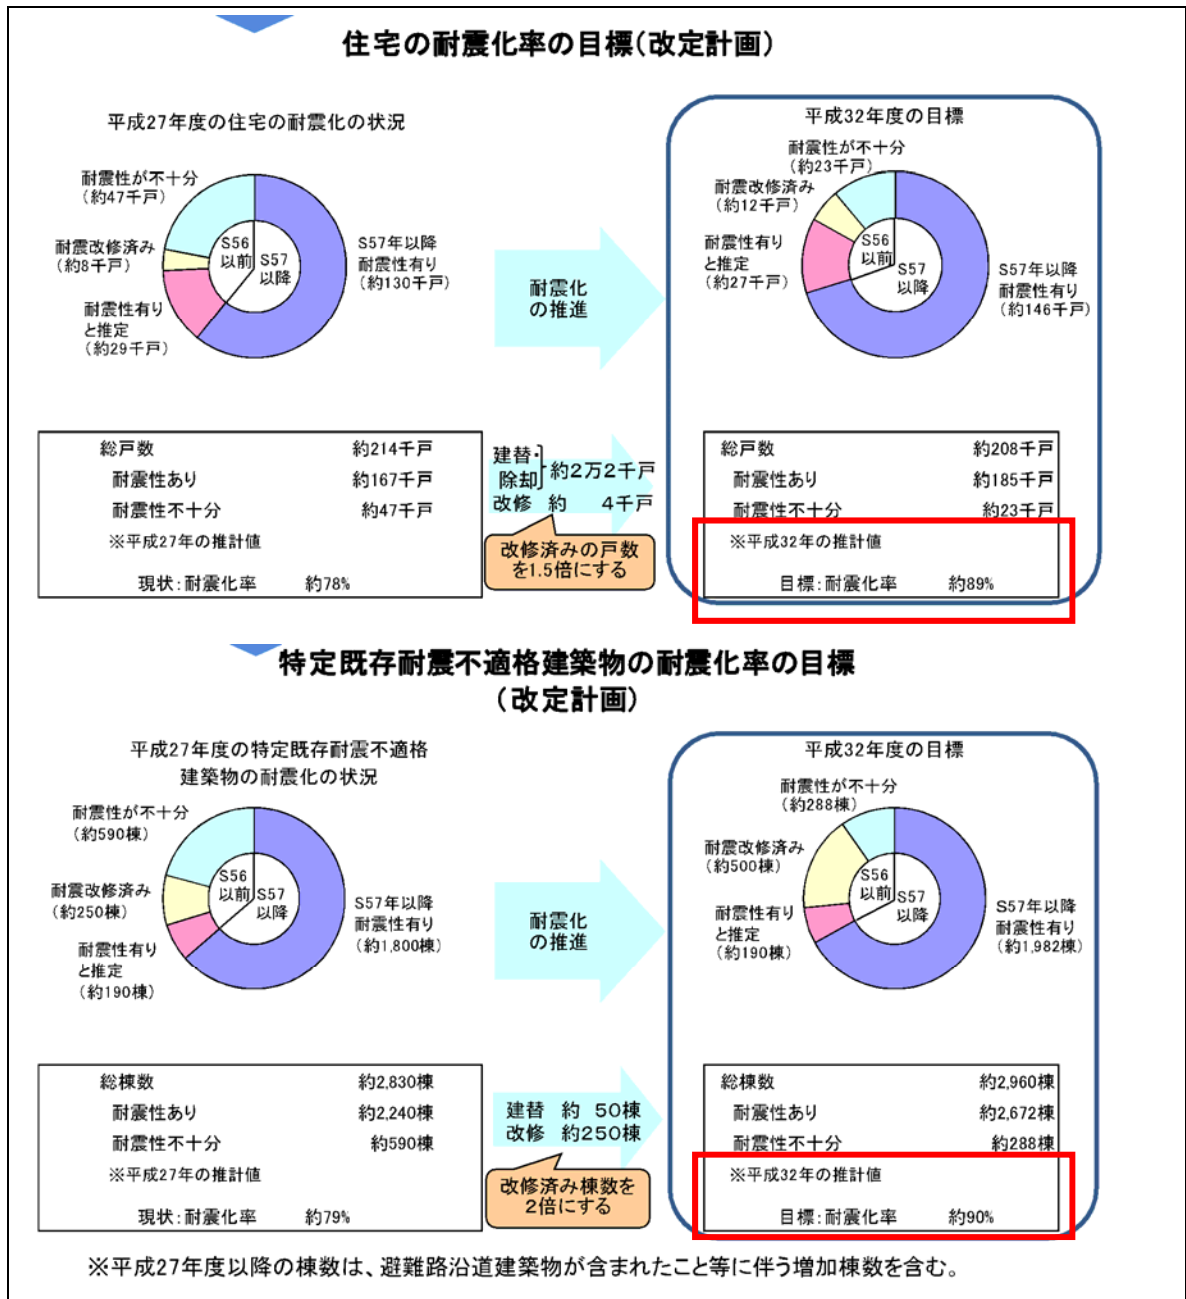 住宅の耐震化率の目標(改定計画)
平成27年度の住宅の耐震化の状況
耐震性が不十分
(約47千戸)
耐震改修済み
(約8千戸)
耐震性有り
と推定
(約29千戸)
S56
以前
S57
以降
S57年以降
耐震性有り
(約130千戸)
耐震化
の推進
平成32年度の目標
耐震性が不十分
(約23千戸)
耐震改修済み
(約12千戸)
耐震性有り
と推定
(約27千戸)
S56
以前
S57
以降
S57年以降
耐震性有り
(約146千戸)
総戸数 約214千戸
耐震性あり 約167千戸
耐震性不十分 約47千戸
※平成27年の推計値
現状:耐震化率 約78%
建替・
除却
約2万2千戸
改修 約 4千戸
改修済みの戸数
を1.5倍にする
総戸数 約208千戸
耐震性あり 約185千戸
耐震性不十分 約23千戸
※平成32年の推計値
目標:耐震化率 約89%
特定既存耐震不適格建築物の耐震化率の目標
(改定計画)
平成27年度の特定既存耐震不適格
建築物の耐震化の状況
耐震性が不十分
(約590棟)
耐震改修済み
(約250棟)
耐震性有り
と推定
(約190棟)
S56
以前
S57
以降
S57年以降
耐震性有り
(約1,800棟)
耐震化
の推進
平成32年度の目標
耐震性が不十分
(約288棟)
耐震改修済み
(約500棟)
耐震性有り
と推定
(約190棟)
S56
以前
S57
以降
S57年以降
耐震性有り
(約1,982棟)
総棟数 約2,830棟
耐震性あり 約2,240棟
耐震性不十分 約590棟
※平成27年の推計値
現状:耐震化率 約79%
建替 約 50棟
改修 約250棟
改修済み棟数を
2倍にする
総棟数 約2,960棟
耐震性あり 約2,672棟
耐震性不十分 約288棟
※平成32年の推計値
目標:耐震化率 約90%
※平成27年度以降の棟数は、避難路沿道建築物が含まれたこと等に伴う増加棟数を含む。